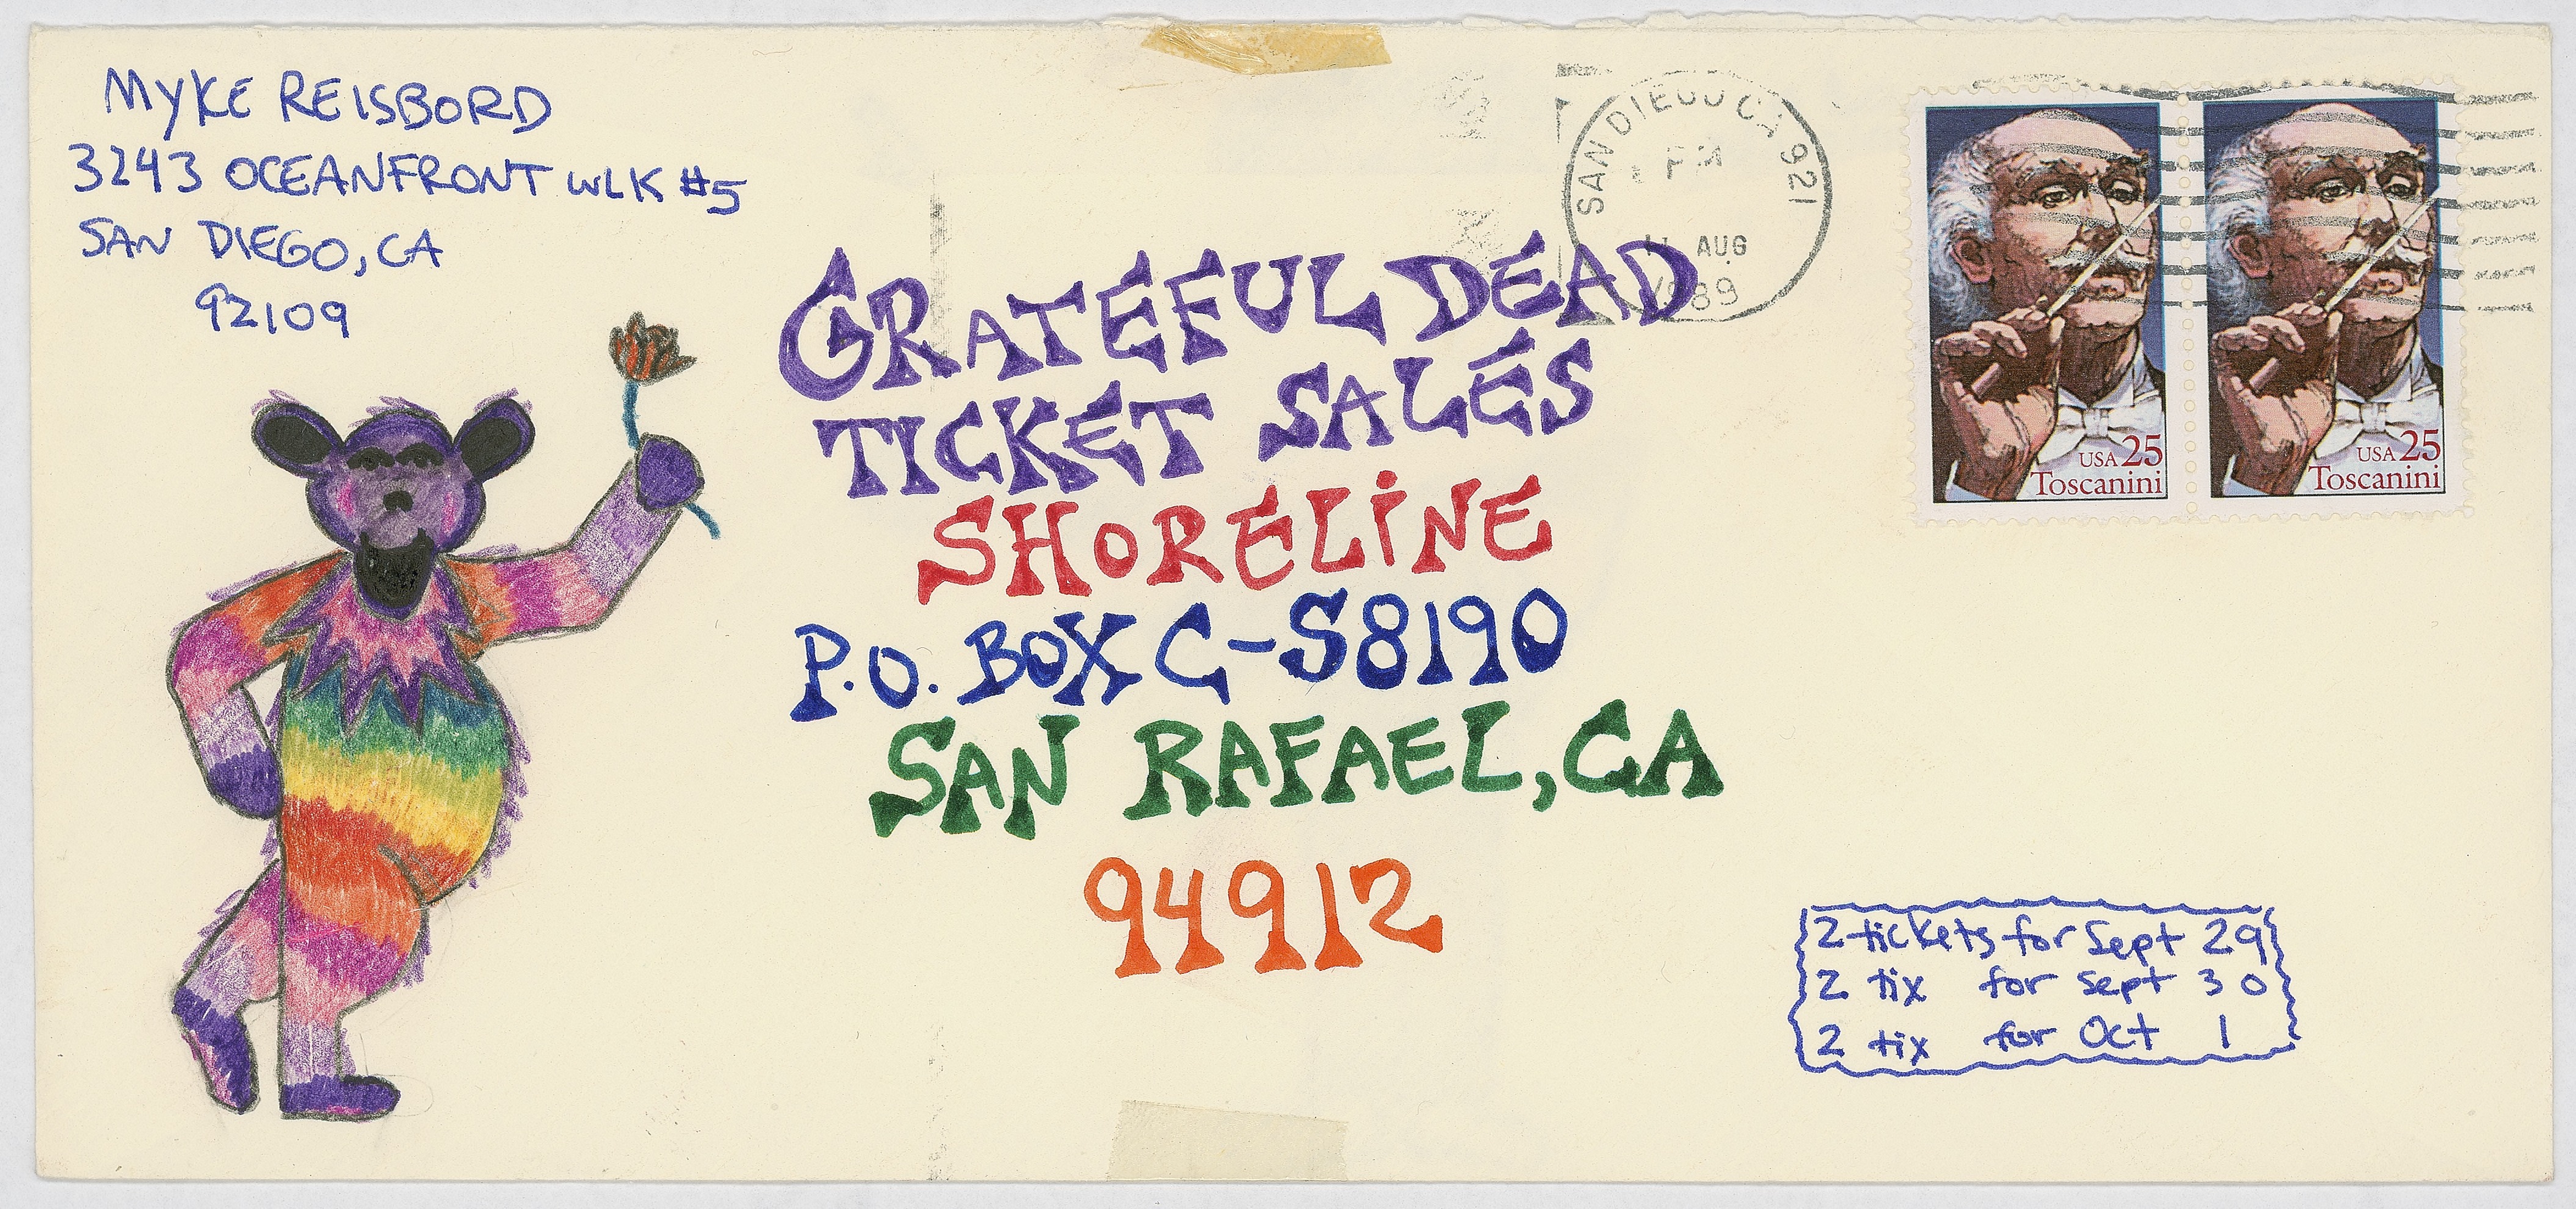 MYKE REISBORD
3243 OCEANFRONT WLK #5
SAN DIEGO, CA
92109
SAN DIEGO CA 921
PM
AUG
1989
USA 25
Toscanini
USA 25
Toscanini
GRATEFUL DEAD
TICKET SALES
SHORELINE
P.O. BOX C-S8190
SAN RAFAEL, CA
94912
2 tickets for Sept 29
2 tix for Sept 30
2 tix for Oct 1